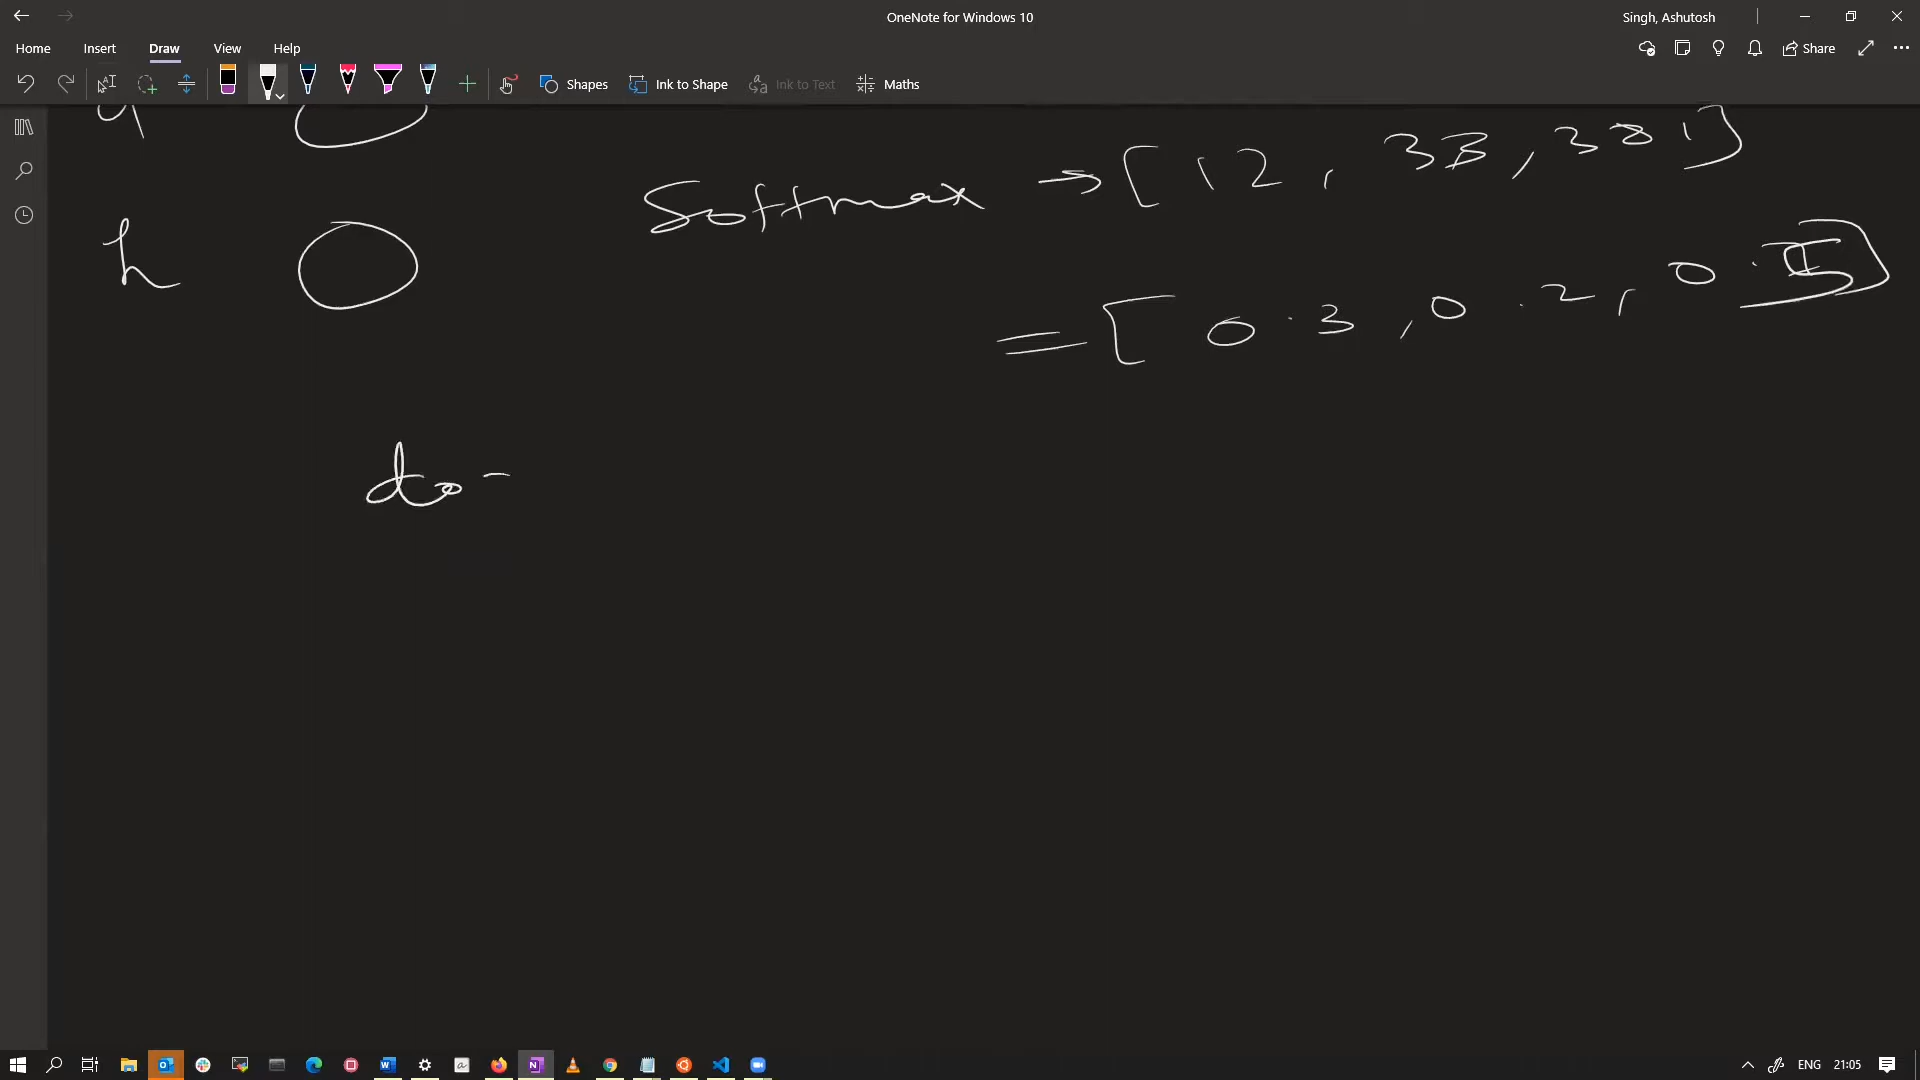 OneNote for Windows 10
Singh, Ashutosh
Home Insert Draw View Help
Share
Shapes Ink to Shape Ink to Text Maths
Softmax → [12, 33, 38
h
= [0.3, 0.2, 0.5]
do
ENG 21:05